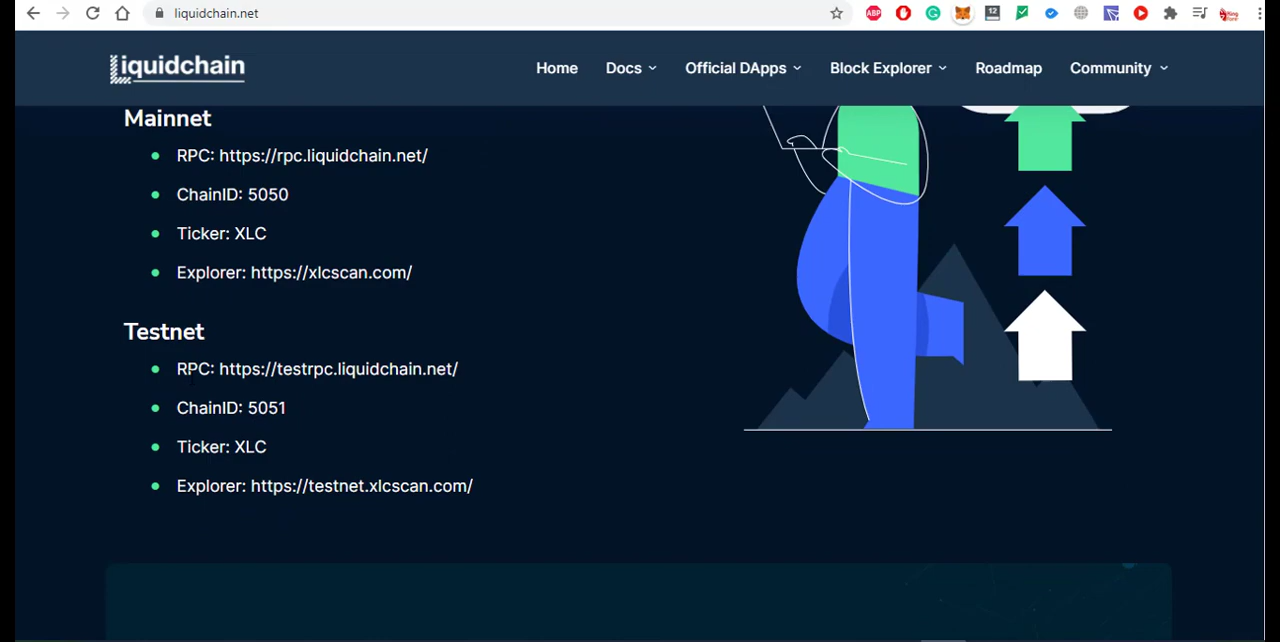 liquidchain.net
ABP
12
liquidchain
Home
Docs
Official DApps
Block Explorer
Roadmap
Community
Mainnet
RPC: https://rpc.liquidchain.net/
ChainID: 5050
Ticker: XLC
Explorer: https://xlcscan.com/
Testnet
RPC: https://testrpc.liquidchain.net/
ChainID: 5051
Ticker: XLC
Explorer: https://testnet.xlcscan.com/